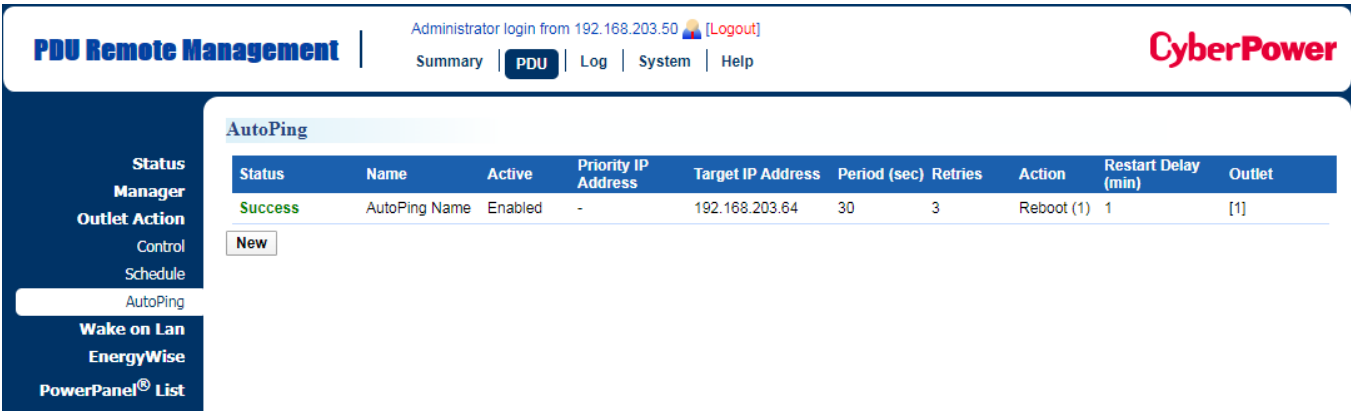 Administrator login from 192.168.203.50 [Logout]
PDU Remote Management
Summary PDU Log System Help
CyberPower
AutoPing
Status
Manager
Outlet Action
Control
Schedule
AutoPing
Wake on Lan
EnergyWise
PowerPanel® List
Status Name Active Priority IP Address Target IP Address Period (sec) Retries Action Restart Delay (min) Outlet
Success AutoPing Name Enabled - 192.168.203.64 30 3 Reboot (1) 1 [1]
New